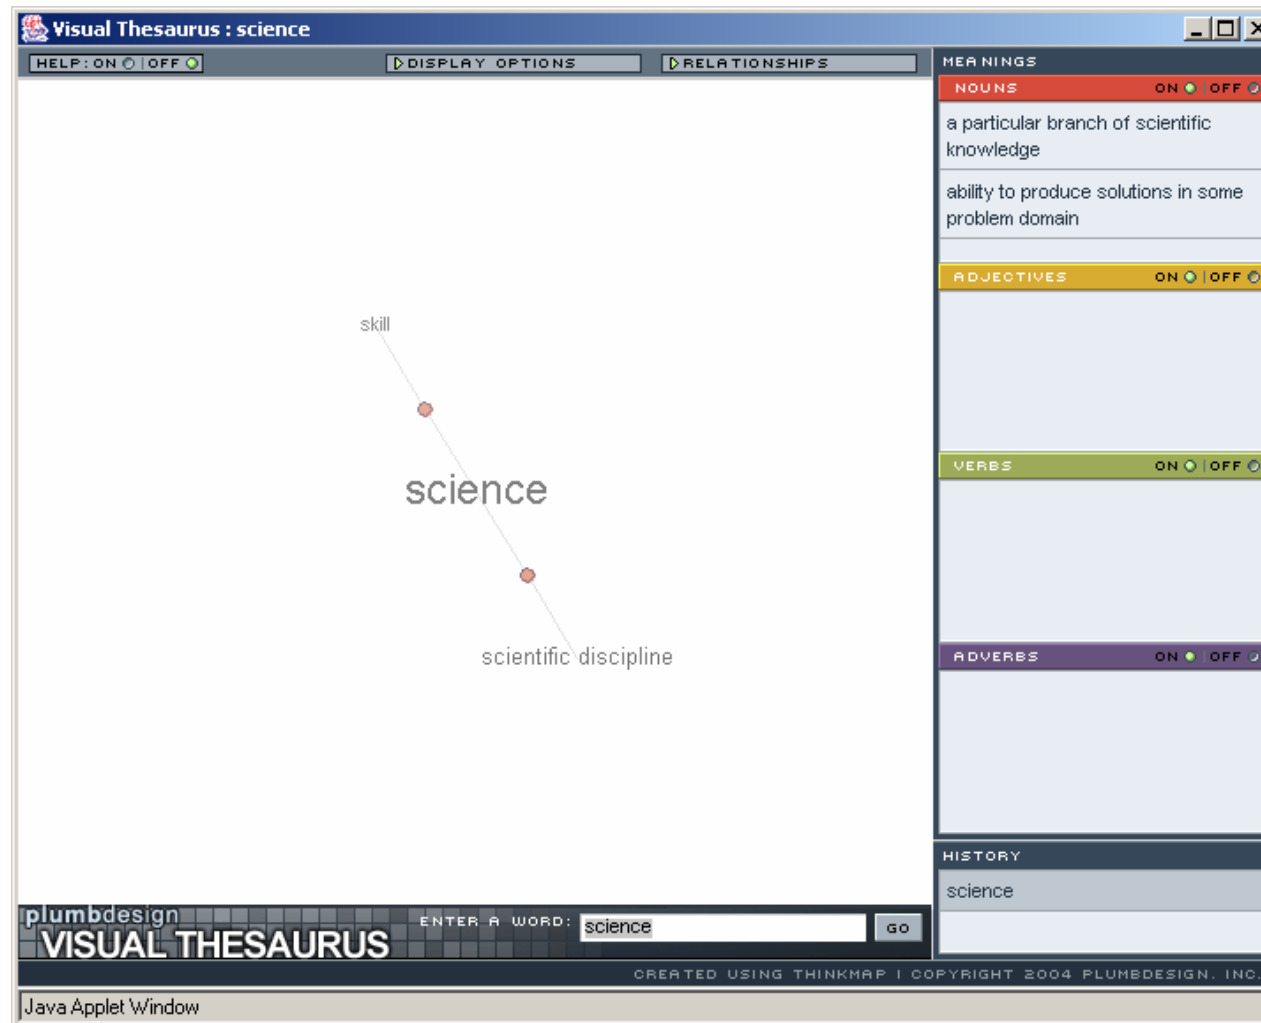 Visual Thesaurus : science
HELP: ON | OFF
DISPLAY OPTIONS
RELATIONSHIPS
skill
science
scientific discipline
MEANINGS
NOUNS ON | OFF
a particular branch of scientific
knowledge
ability to produce solutions in some
problem domain
ADJECTIVES ON | OFF
VERBS ON | OFF
ADVERBS ON | OFF
HISTORY
science
plumbdesign
VISUAL THESAURUS
ENTER A WORD: science GO
CREATED USING THINKMAP | COPYRIGHT 2004 PLUMBDESIGN. INC.
Java Applet Window